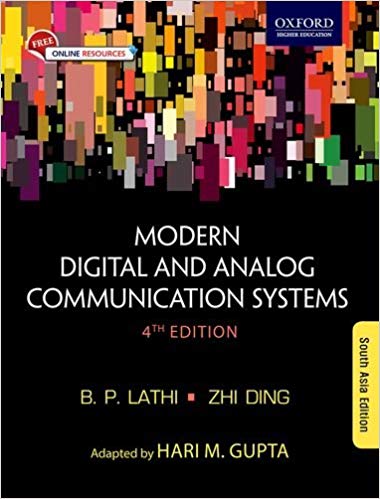 OXFORD
HIGHER EDUCATION
FREE
ONLINE RESOURCES
MODERN
DIGITAL AND ANALOG
COMMUNICATION SYSTEMS
4TH EDITION
B. P. LATHI ▪ ZHI DING
Adapted by HARI M. GUPTA
South Asia Edition